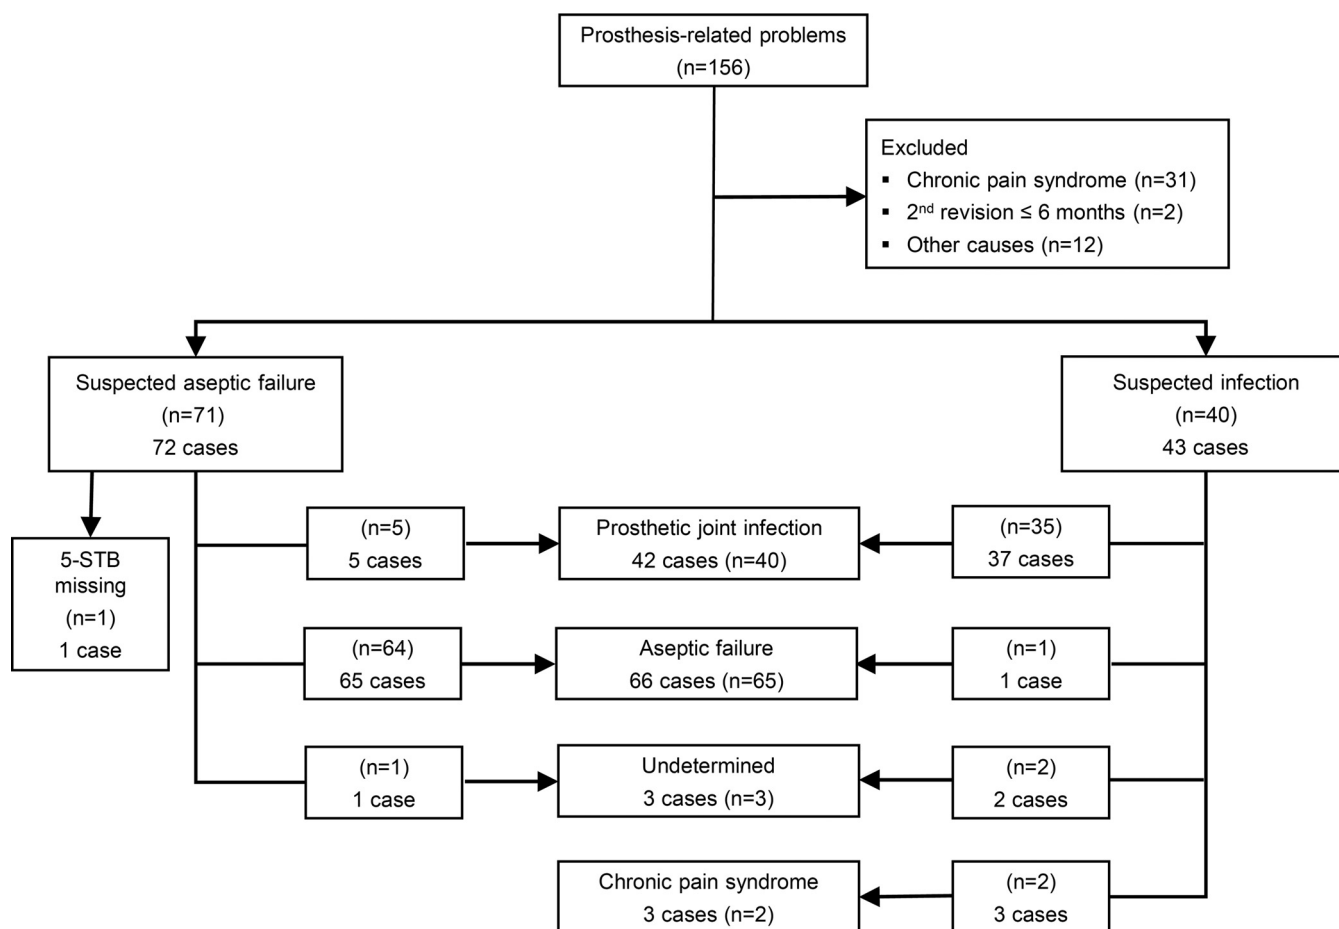 Prosthesis-related problems
(n=156)
Excluded
▪ Chronic pain syndrome (n=31)
▪ 2nd revision ≤ 6 months (n=2)
▪ Other causes (n=12)
Suspected aseptic failure
(n=71)
72 cases
Suspected infection
(n=40)
43 cases
5-STB
missing
(n=1)
1 case
(n=5)
5 cases
Prosthetic joint infection
42 cases (n=40)
(n=35)
37 cases
(n=64)
65 cases
Aseptic failure
66 cases (n=65)
(n=1)
1 case
(n=1)
1 case
Undetermined
3 cases (n=3)
(n=2)
2 cases
Chronic pain syndrome
3 cases (n=2)
(n=2)
3 cases